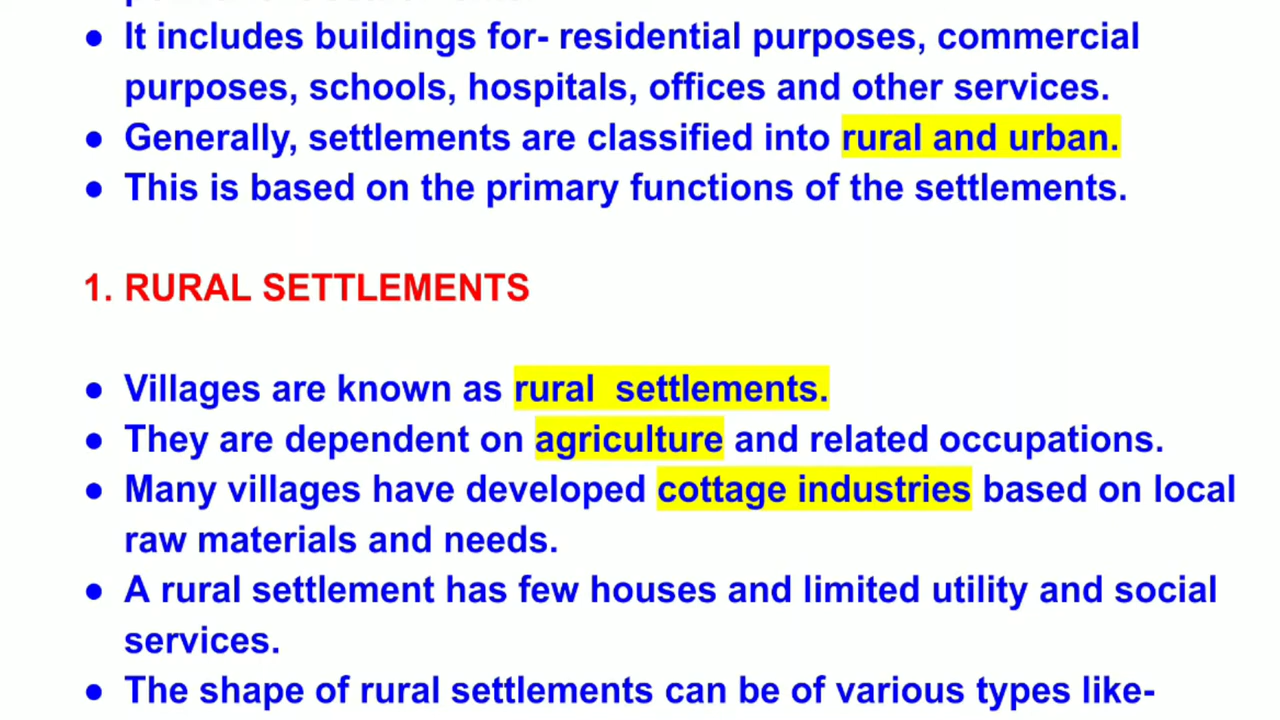 ● It includes buildings for- residential purposes, commercial
purposes, schools, hospitals, offices and other services.
● Generally, settlements are classified into rural and urban.
● This is based on the primary functions of the settlements.
1. RURAL SETTLEMENTS
● Villages are known as rural settlements.
● They are dependent on agriculture and related occupations.
● Many villages have developed cottage industries based on local
raw materials and needs.
● A rural settlement has few houses and limited utility and social
services.
● The shape of rural settlements can be of various types like-